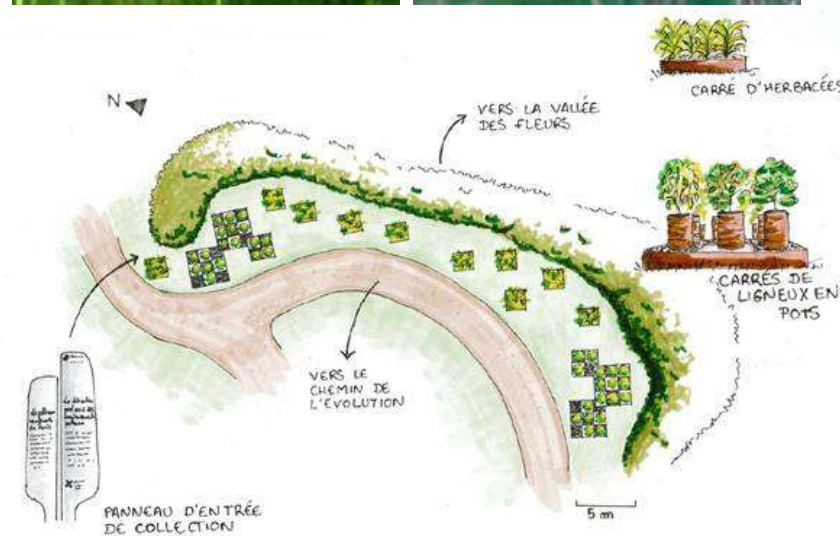 N
VERS LA VALLÉE
DES FLEURS
CARRÉ D'HERBACÉES
CARRÉS DE
LIGNEUX EN
POTS
VERS LE
CHEMIN DE
L'ÉVOLUTION
PANNEAU D'ENTRÉE
DE COLLECTION
5 m